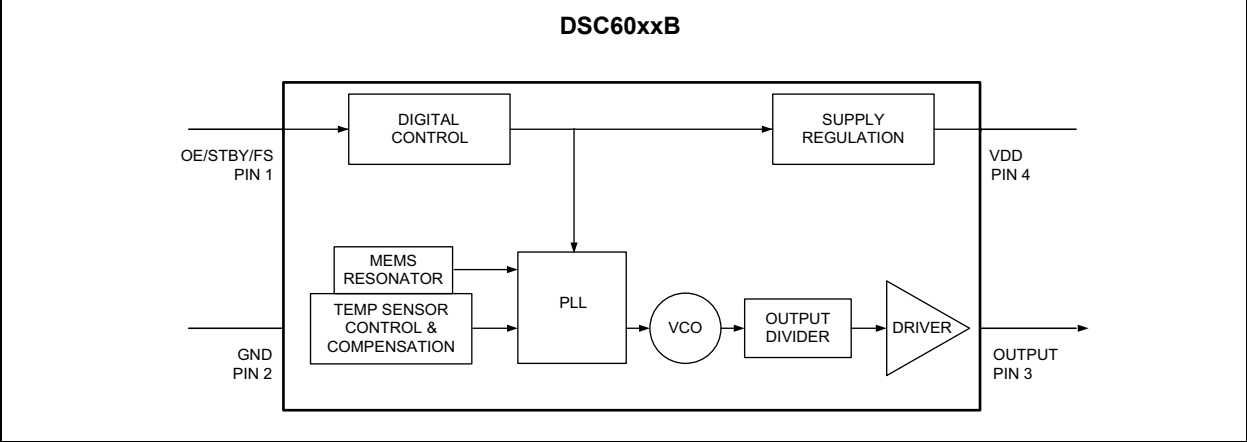 DSC60xxB
DIGITAL
CONTROL
SUPPLY
REGULATION
OE/STBY/FS
PIN 1
VDD
PIN 4
MEMS
RESONATOR
TEMP SENSOR
CONTROL &
COMPENSATION
PLL
VCO
OUTPUT
DIVIDER
DRIVER
GND
PIN 2
OUTPUT
PIN 3